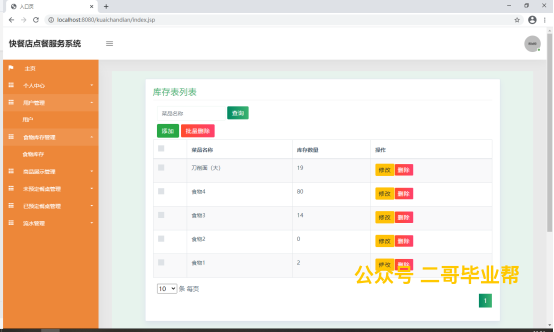 入口页
localhost:8080/kuaichandian/Index.jsp
快餐店点餐服务系统
主页
个人中心
用户管理
用户
食物库存管理
食物库存
商品展示管理
未预定餐桌管理
已预定餐桌管理
流水管理
库存表列表
菜品名称
查询
添加 批量删除
菜品名称 库存数量 操作
刀削面（大） 19 修改 删除
食物4 80 修改 删除
食物3 14 修改 删除
食物2 0 修改 删除
食物1 2 修改 删除
公众号 二哥毕业帮
10 条 每页
1